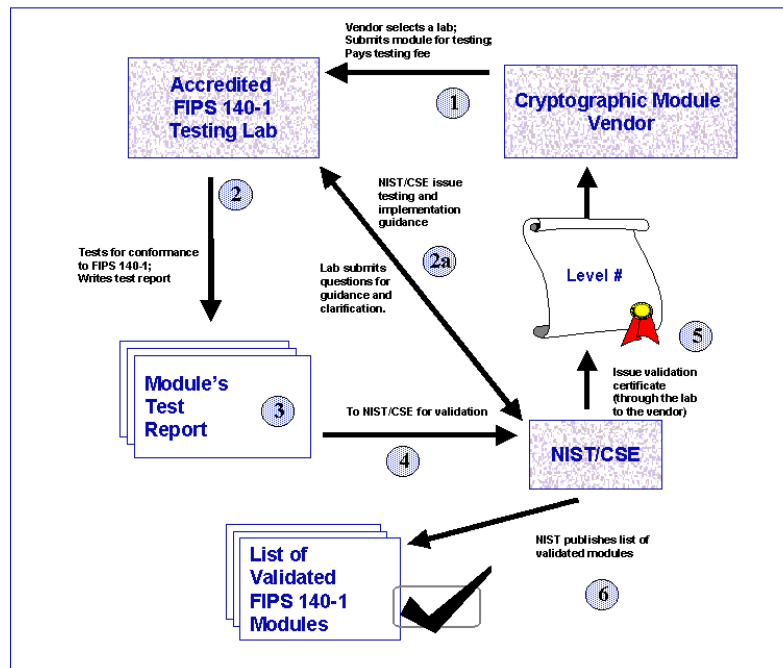 Vendor selects a lab;
Submits module for testing;
Pays testing fee
Accredited
FIPS 140-1
Testing Lab
1
Cryptographic Module
Vendor
2
NIST/CSE issue
testing and
implementation
guidance
Tests for conformance
to FIPS 140-1;
Writes test report
2a
Lab submits
questions for
guidance and
clarification.
Level #
5
Issue validation
certificate
(through the lab
to the vendor)
Module's
Test
Report
3
To NIST/CSE for validation
4
NIST/CSE
NIST publishes list of
validated modules
6
List of
Validated
FIPS 140-1
Modules